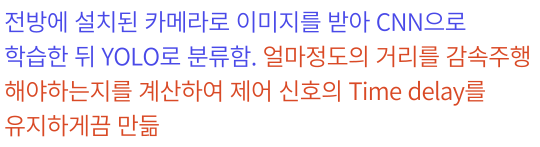 전방에 설치된 카메라로 이미지를 받아 CNN으로
학습한 뒤 YOLO로 분류함. 얼마정도의 거리를 감속주행
해야하는지를 계산하여 제어 신호의 Time delay를
유지하게끔 만듦